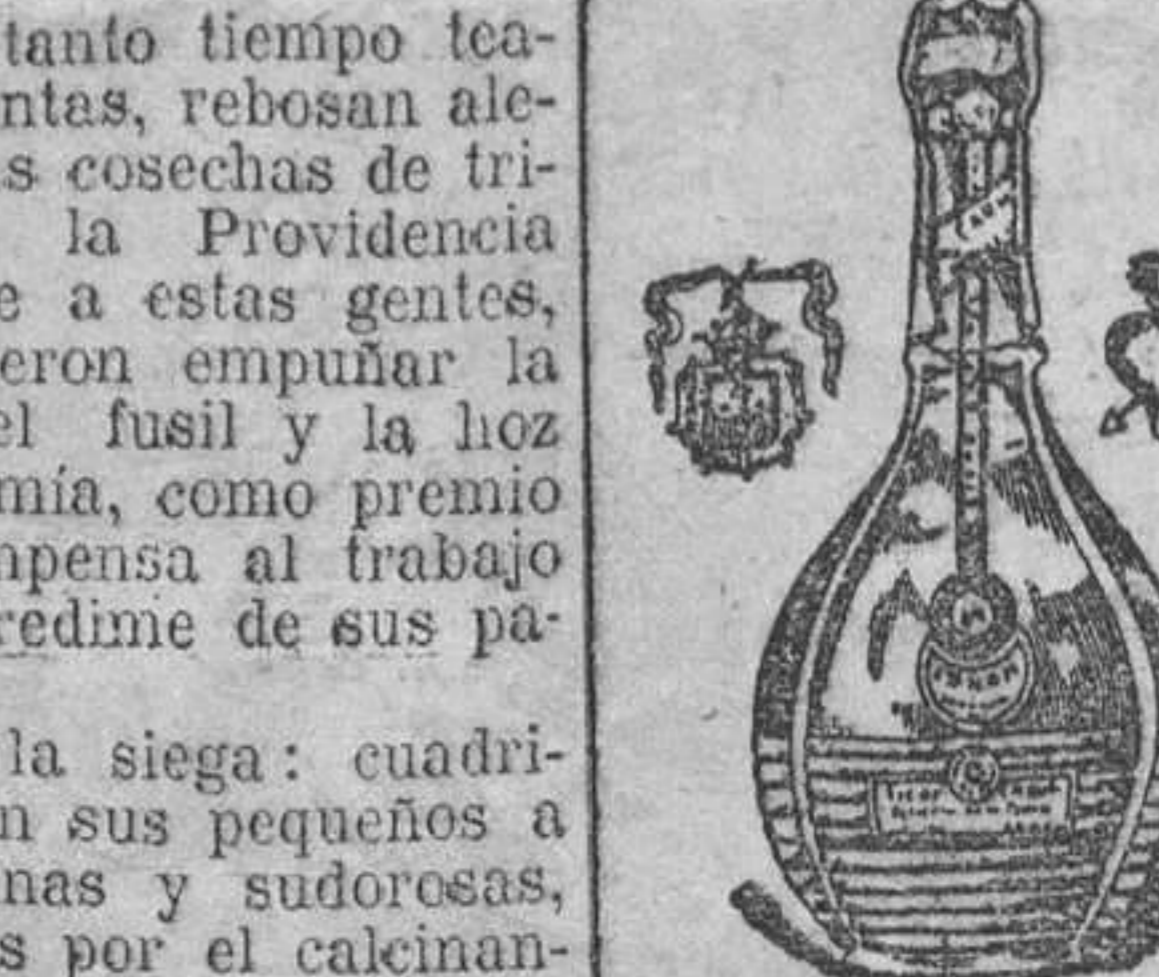 tanto tiempo tea-
ntas, rebosan ale-
s cosechas de tri-
la Providencia
e a estas gentes,
eron empuñar la
el fusil y la hoz
mía, como premio
mpensa al trabajo
redime de sus pa-
la siega: cuadri-
n sus pequeños a
nas y sudorosas,
s por el calcinan-